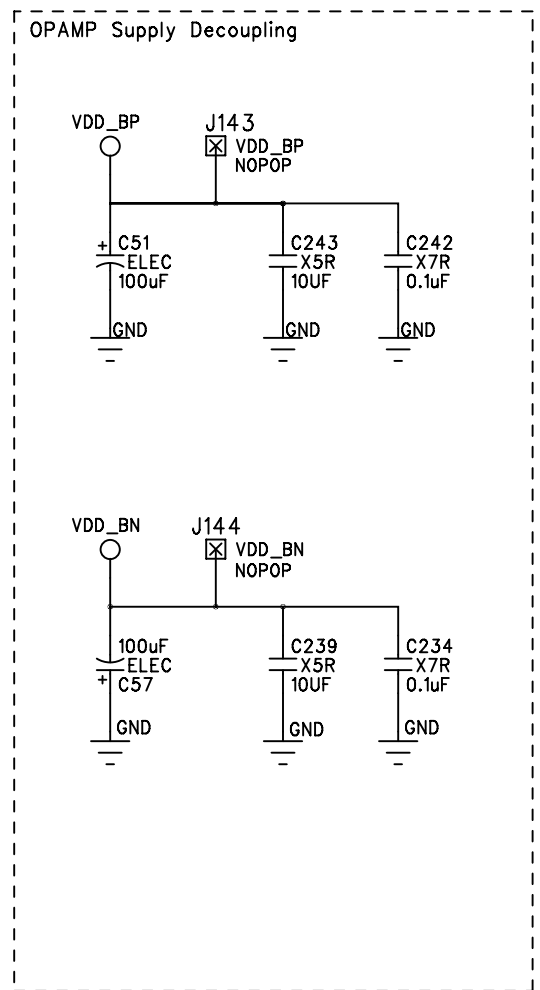 OPAMP Supply Decoupling
VDD_BP
J143
VDD_BP
NOPOP
+ C51
ELEC
100uF
GND
C243
X5R
10UF
GND
C242
X7R
0.1uF
GND
VDD_BN
J144
VDD_BN
NOPOP
100uF
ELEC
+ C57
GND
C239
X5R
10UF
GND
C234
X7R
0.1uF
GND